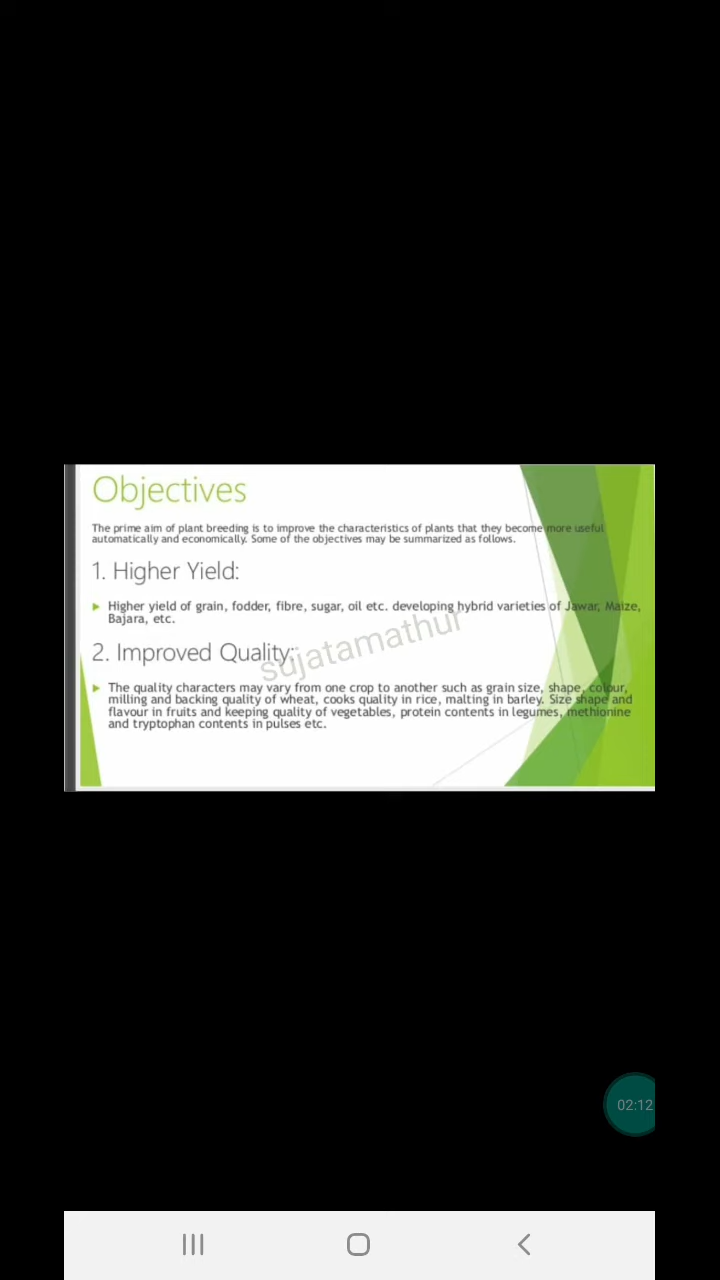 Objectives
The prime aim of plant breeding is to improve the characteristics of plants that they become more useful
automatically and economically. Some of the objectives may be summarized as follows.
1. Higher Yield:
Higher yield of grain, fodder, fibre, sugar, oil etc. developing hybrid varieties of Jawar, Maize,
Bajara, etc.
2. Improved Quality:
sujatamathur
The quality characters may vary from one crop to another such as grain size, shape, colour,
milling and backing quality of wheat, cooks quality in rice, malting in barley. Size shape and
flavour in fruits and keeping quality of vegetables, protein contents in legumes, methionine
and tryptophan contents in pulses etc.
02:12